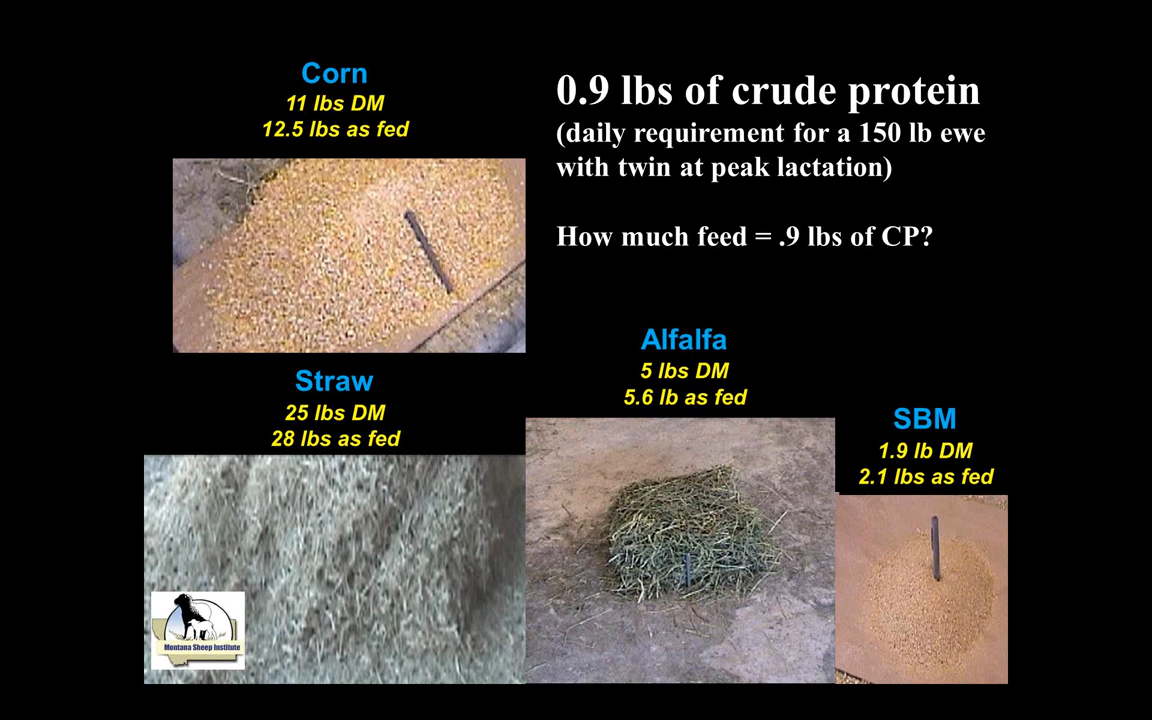 Corn
11 lbs DM
12.5 lbs as fed
0.9 lbs of crude protein
(daily requirement for a 150 lb ewe
with twin at peak lactation)
How much feed = .9 lbs of CP?
Straw
25 lbs DM
28 lbs as fed
Alfalfa
5 lbs DM
5.6 lb as fed
SBM
1.9 lb DM
2.1 lbs as fed
Montana Sheep Institute